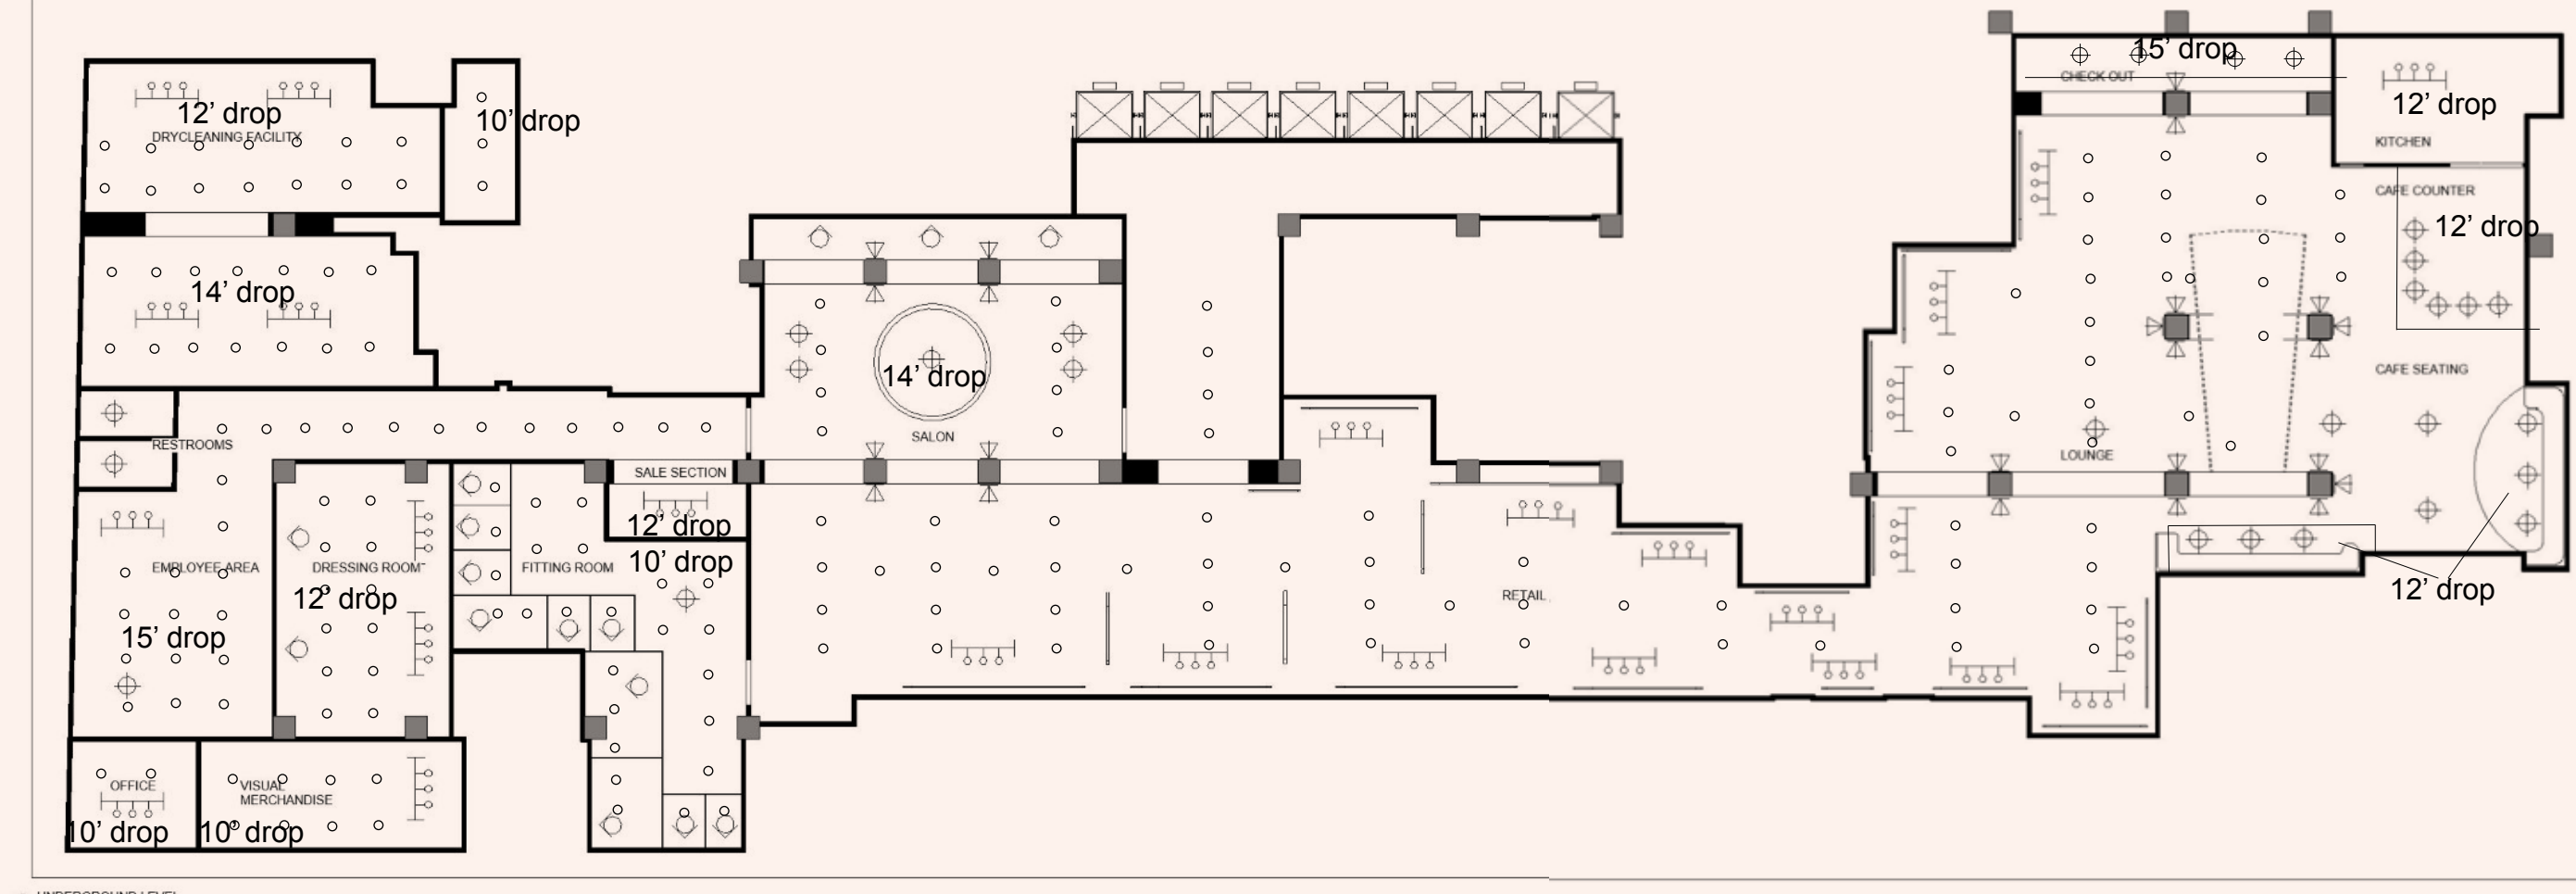 15’ drop
CHECK OUT
12’ drop
12’ drop
10’ drop
DRYCLEANING FACILITY
KITCHEN
CAFE COUNTER
12’ drop
14’ drop
CAFE SEATING
14’ drop
SALON
RESTROOMS
LOUNGE
SALE SECTION
12’ drop
10’ drop
EMPLOYEE AREA
DRESSING ROOM
FITTING ROOM
12’ drop
RETAIL
12’ drop
15’ drop
OFFICE
VISUAL
MERCHANDISE
10’ drop
10’ drop
UNDERGROUND LEVEL